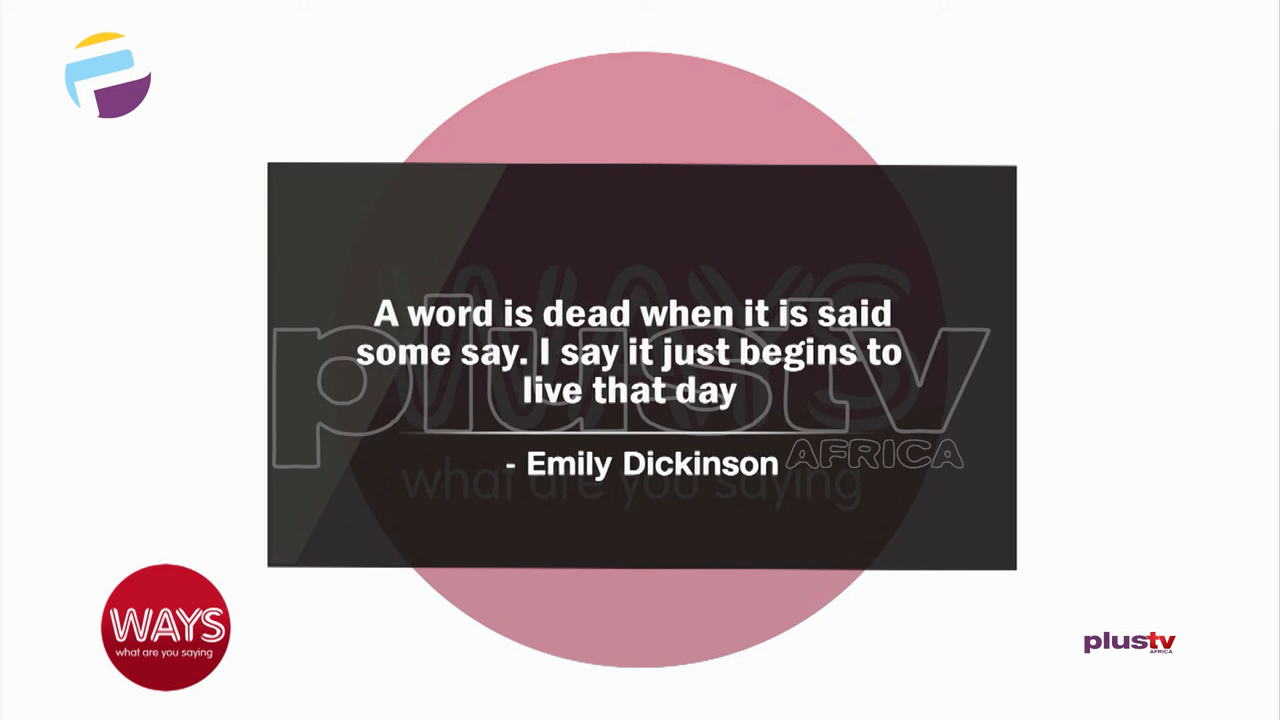 A word is dead when it is said
some say. I say it just begins to
live that day
- Emily Dickinson
plustv
AFRICA
WAYS
what are you saying
WAYS
what are you saying
plustv
AFRICA